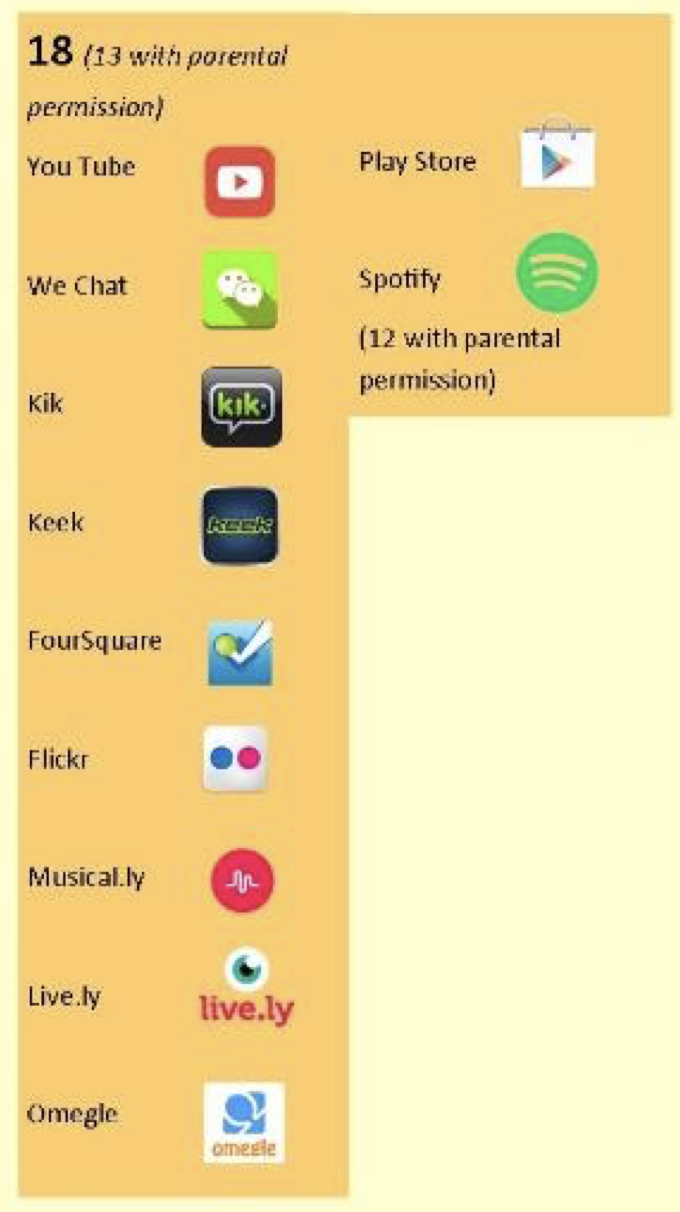 18 (13 with parental
permission)
You Tube
We Chat
Kik
kik·
Keek
keek
FourSquare
Flickr
Musical.ly
Live.ly
live.ly
Omegle
omegle
Play Store
Spotify
(12 with parental
permission)